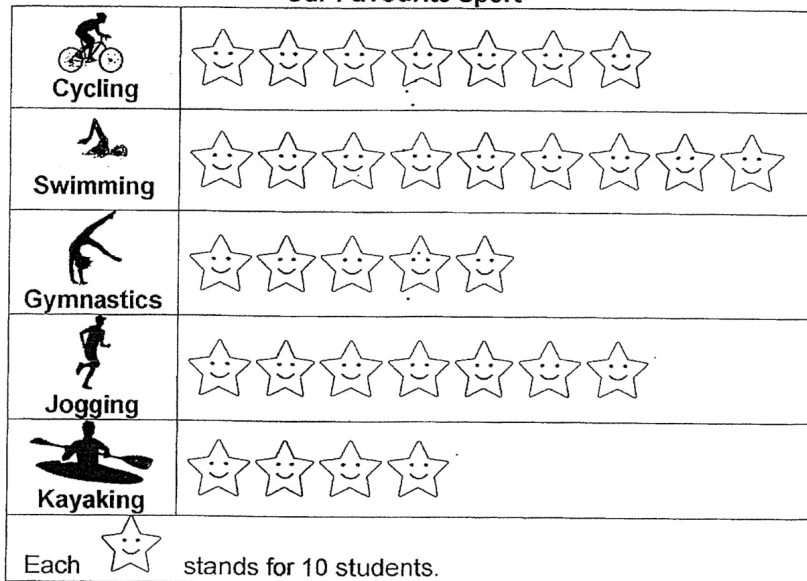 Cycling
Swimming
Gymnastics
Jogging
Kayaking
Each stands for 10 students.